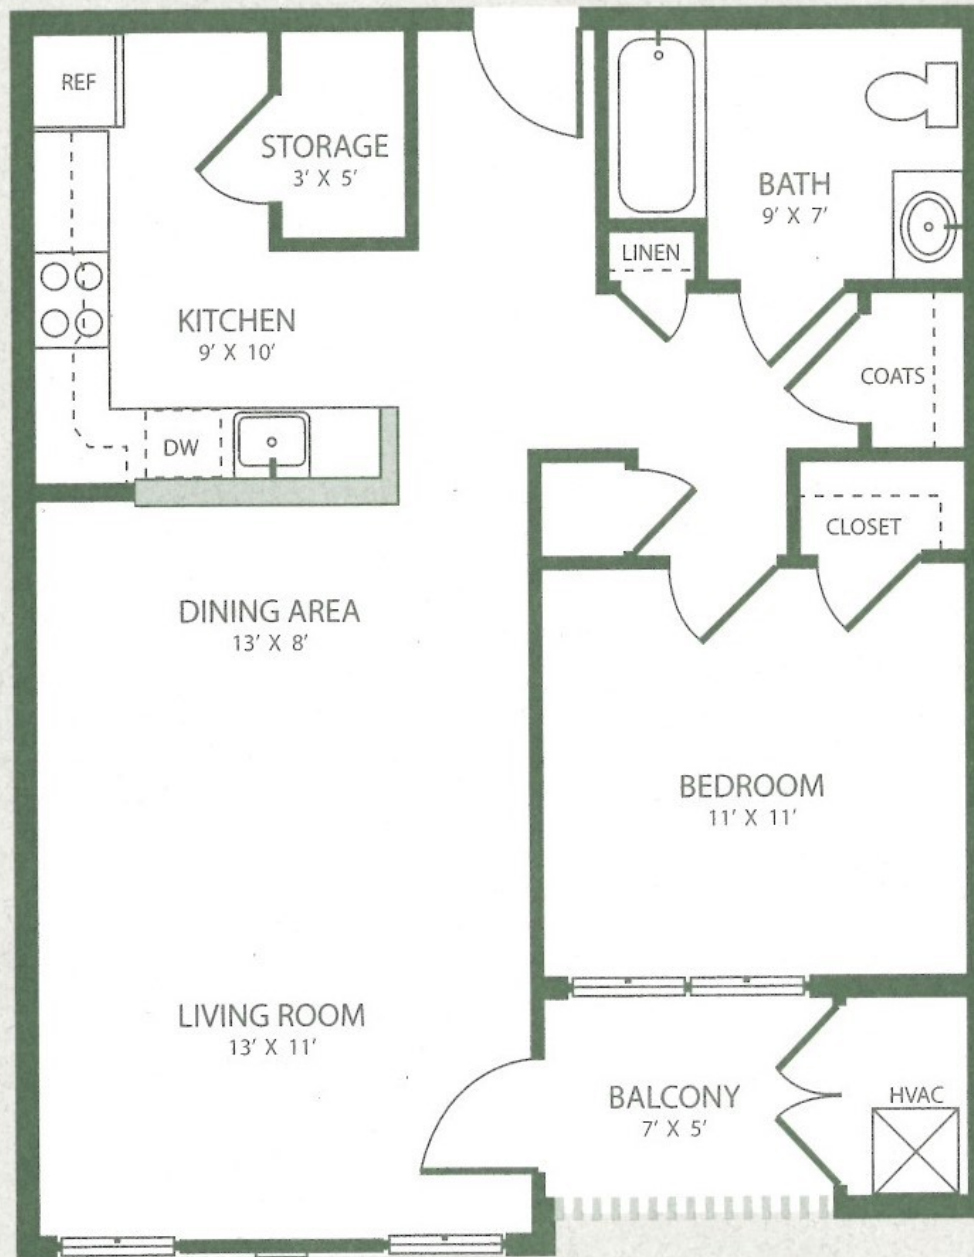 REF
STORAGE
3' X 5'
BATH
9' X 7'
LINEN
KITCHEN
9' X 10'
COATS
DW
CLOSET
DINING AREA
13' X 8'
BEDROOM
11' X 11'
LIVING ROOM
13' X 11'
BALCONY
7' X 5'
HVAC